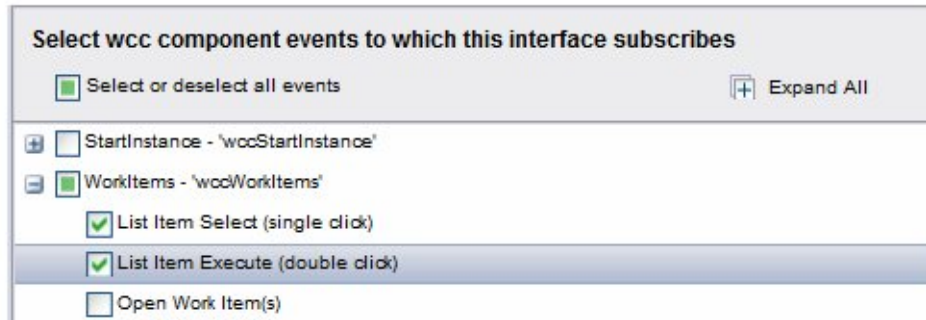 Select wcc component events to which this interface subscribes
Select or deselect all events Expand All
StartInstance - 'wccStartInstance'
WorkItems - 'wccWorkItems'
List Item Select (single click)
List Item Execute (double click)
Open Work Item(s)